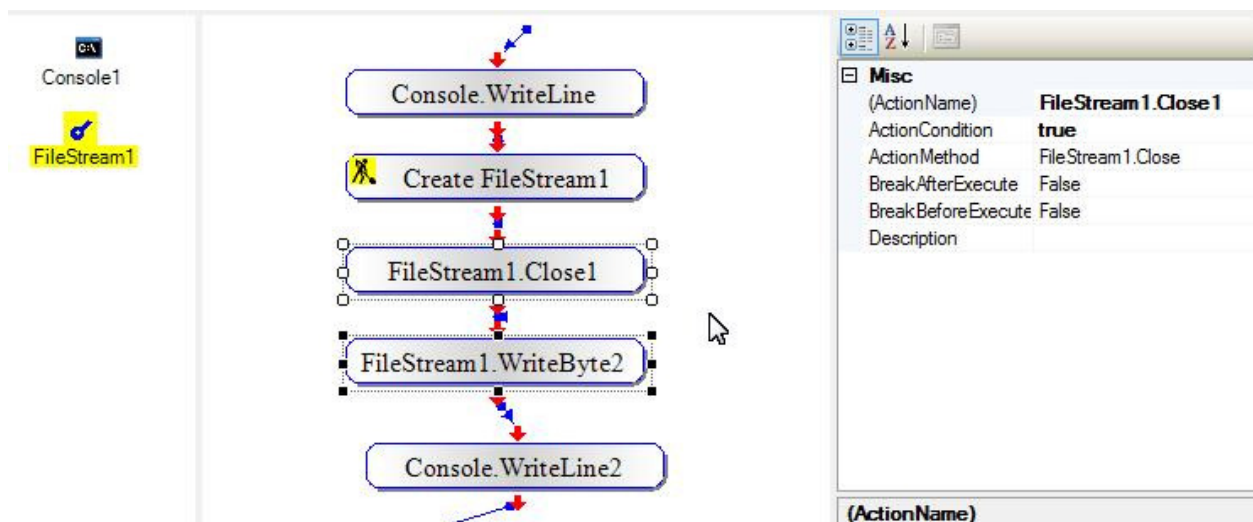 C:\
Console1
FileStream1
Console.WriteLine
Create FileStream1
FileStream1.Close1
FileStream1.WriteByte2
Console.WriteLine2
A
Z
Misc
(ActionName) FileStream1.Close1
ActionCondition true
ActionMethod FileStream1.Close
BreakAfterExecute False
BreakBeforeExecute False
Description
(ActionName)